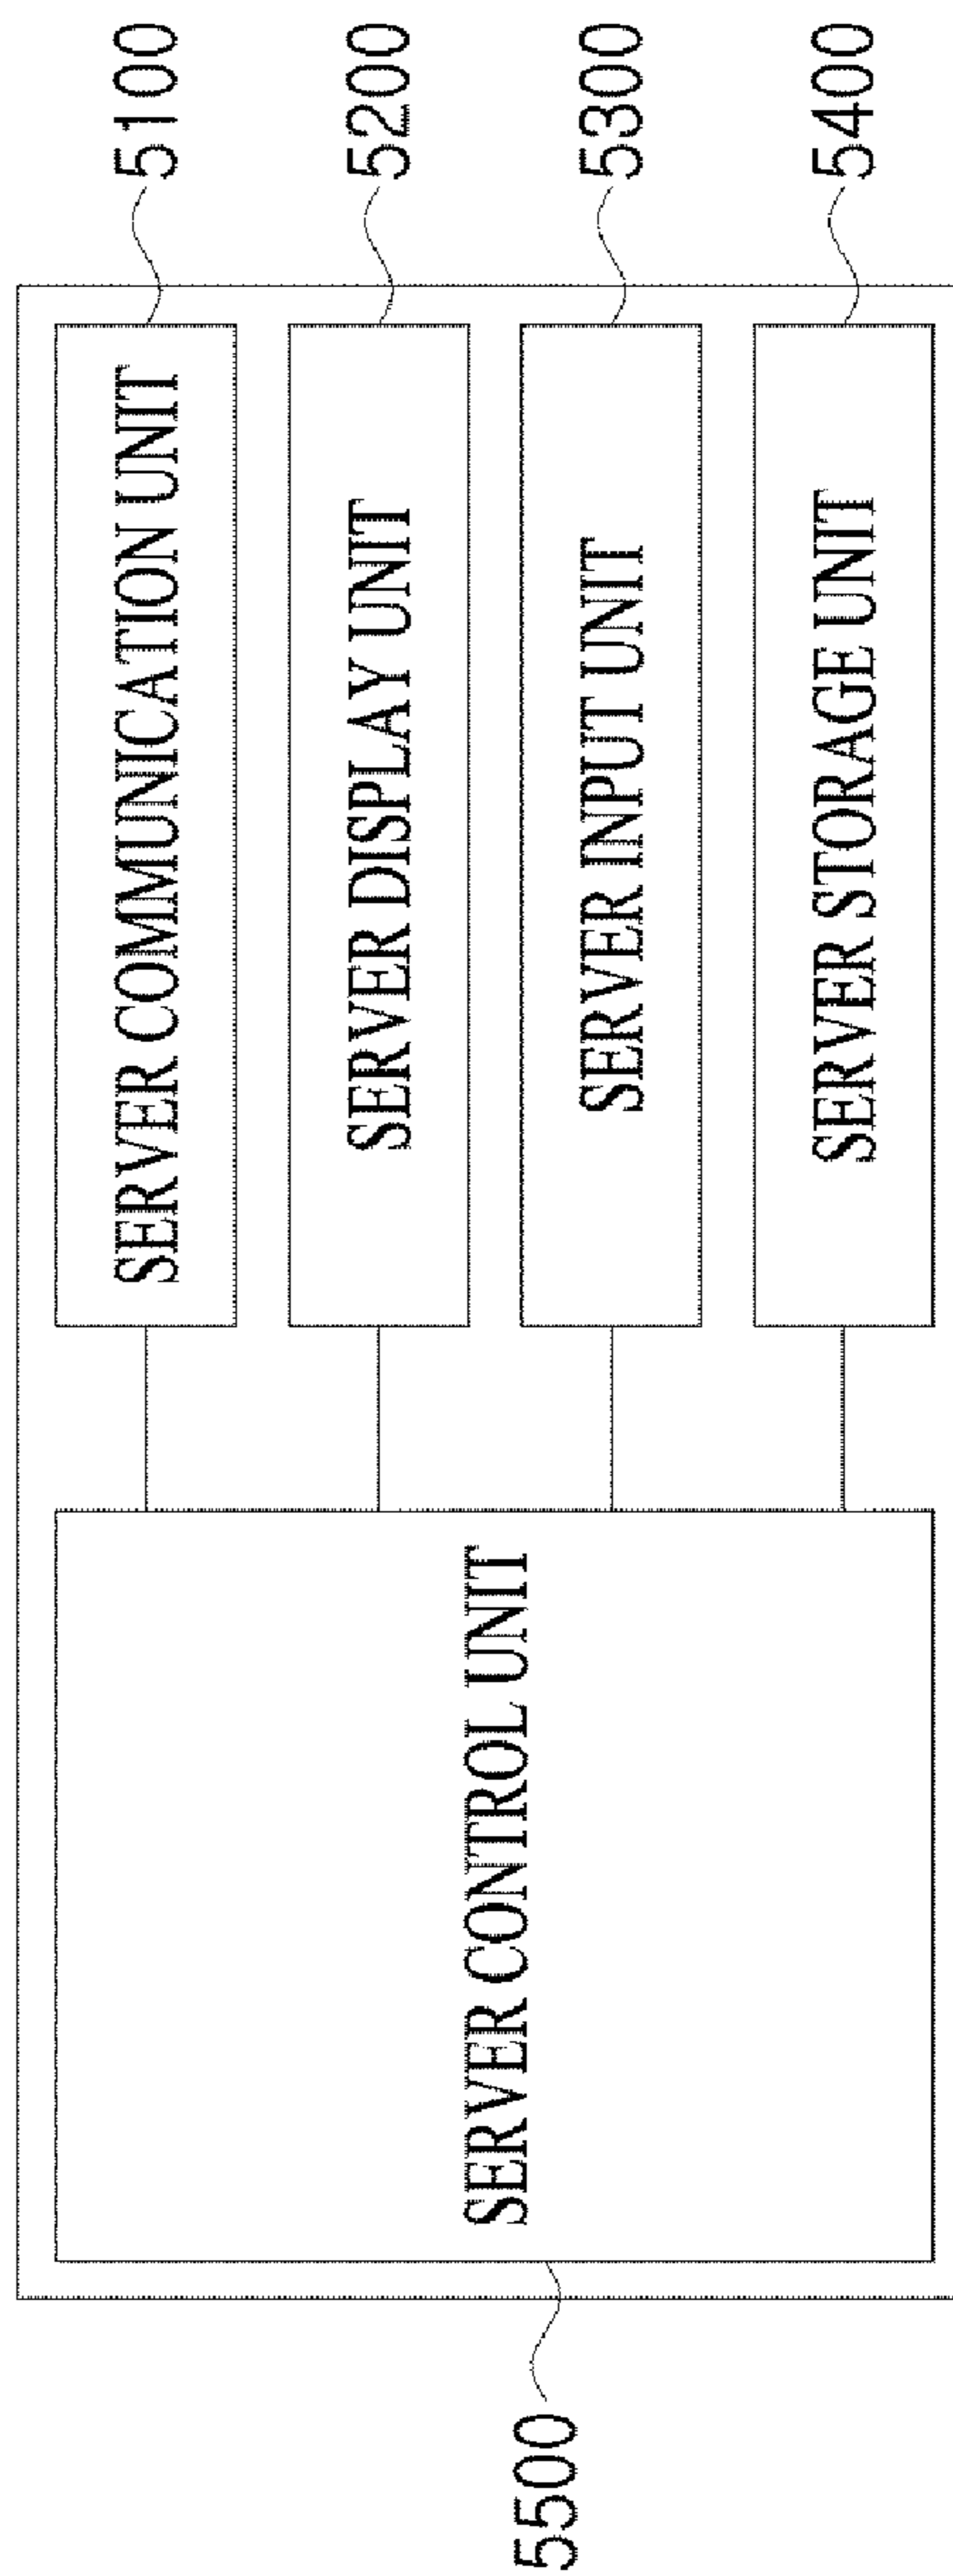 SERVER COMMUNICATION UNIT
5100
SERVER DISPLAY UNIT
5200
SERVER INPUT UNIT
5300
SERVER STORAGE UNIT
5400
SERVER CONTROL UNIT
5500